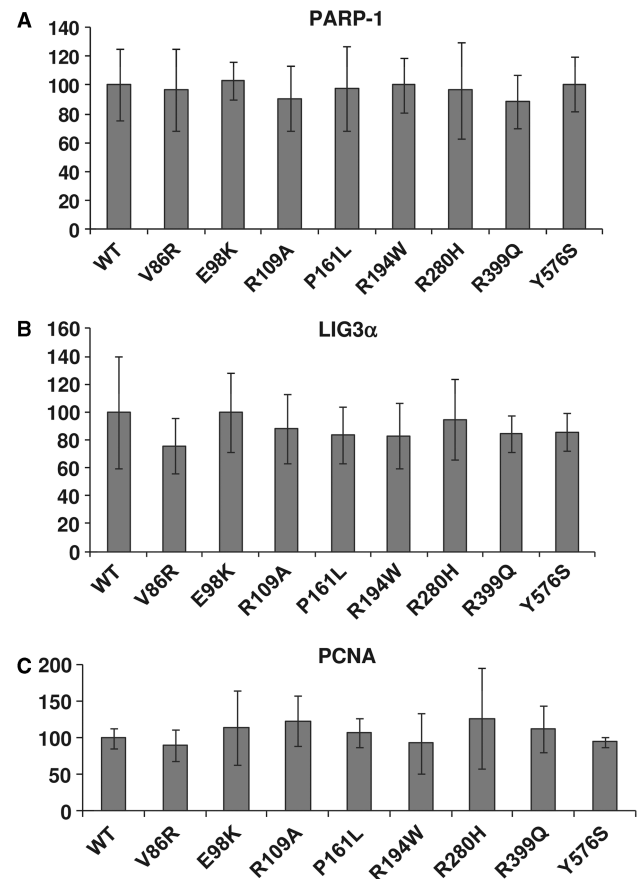 A
PARP-1
140
120
100
80
60
40
20
0
WT V86R E98K R109A P161L R194W R280H R399Q Y576S
B
LIG3α
160
140
120
100
80
60
40
20
0
WT V86R E98K R109A P161L R194W R280H R399Q Y576S
C
PCNA
200
150
100
50
0
WT V86R E98K R109A P161L R194W R280H R399Q Y576S